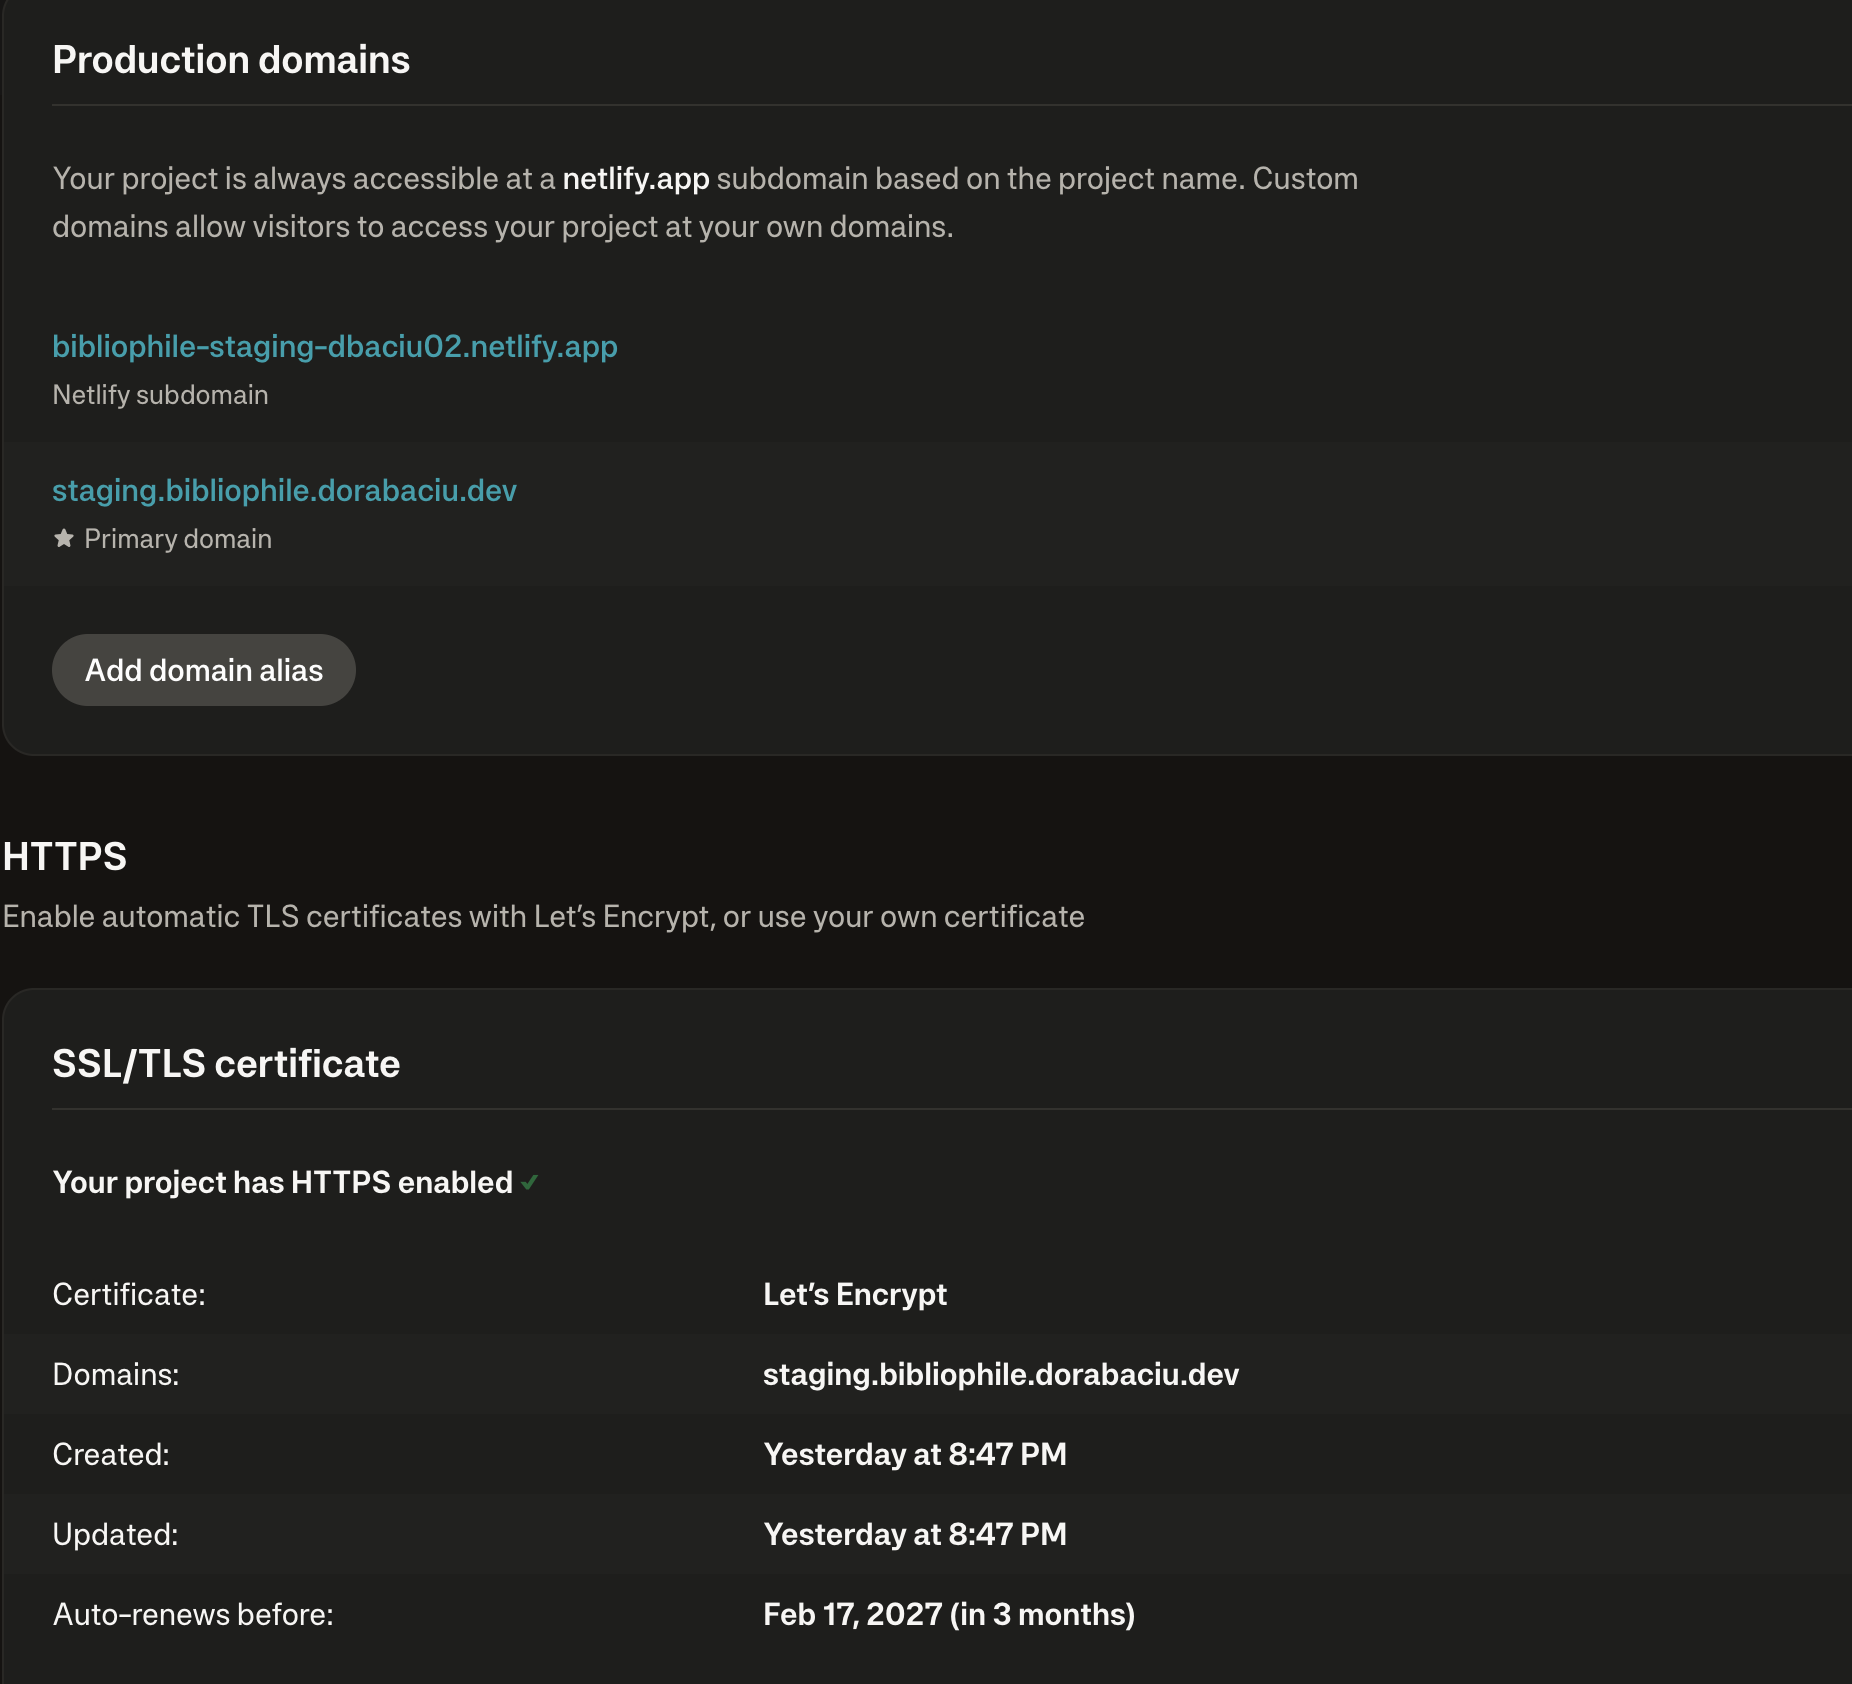 Production domains
Your project is always accessible at a netlify.app subdomain based on the project name. Custom
domains allow visitors to access your project at your own domains.
bibliophile-staging-dbaciu02.netlify.app
Netlify subdomain
staging.bibliophile.dorabaciu.dev
★ Primary domain
Add domain alias
HTTPS
Enable automatic TLS certificates with Let’s Encrypt, or use your own certificate
SSL/TLS certificate
Your project has HTTPS enabled ✓
Certificate: Let’s Encrypt
Domains: staging.bibliophile.dorabaciu.dev
Created: Yesterday at 8:47 PM
Updated: Yesterday at 8:47 PM
Auto-renews before: Feb 17, 2027 (in 3 months)